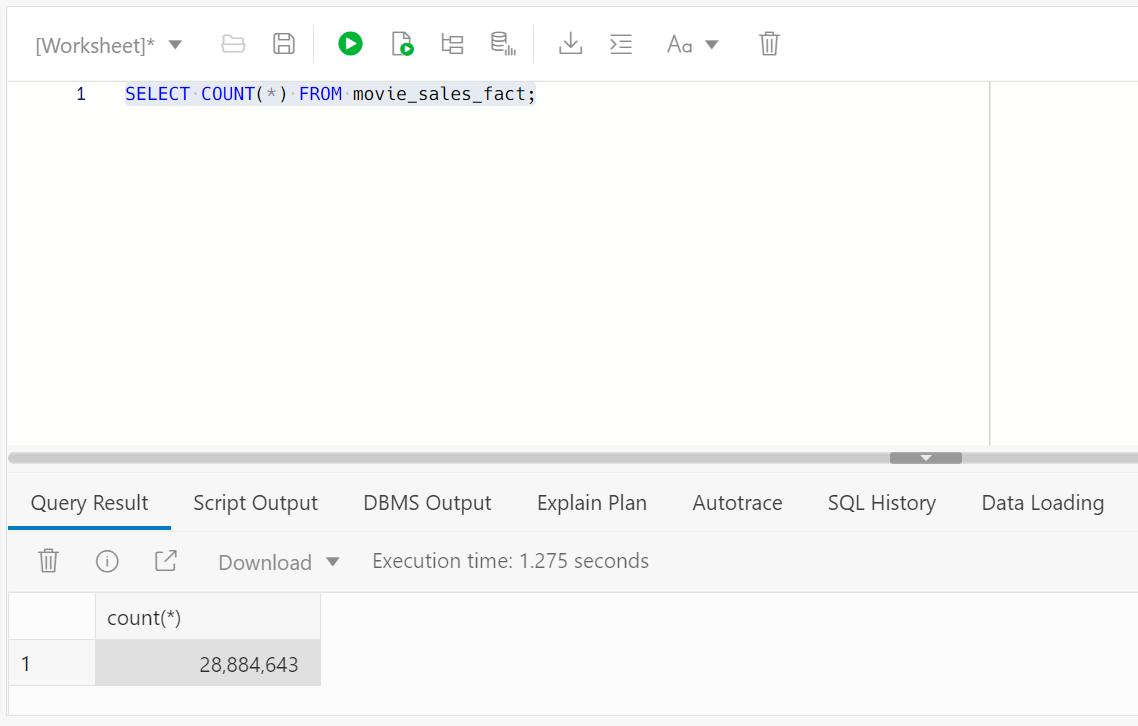 [Worksheet]* Aa
1 SELECT COUNT(*) FROM movie_sales_fact;
Query Result Script Output DBMS Output Explain Plan Autotrace SQL History Data Loading
Download Execution time: 1.275 seconds
count(*)
1 28,884,643